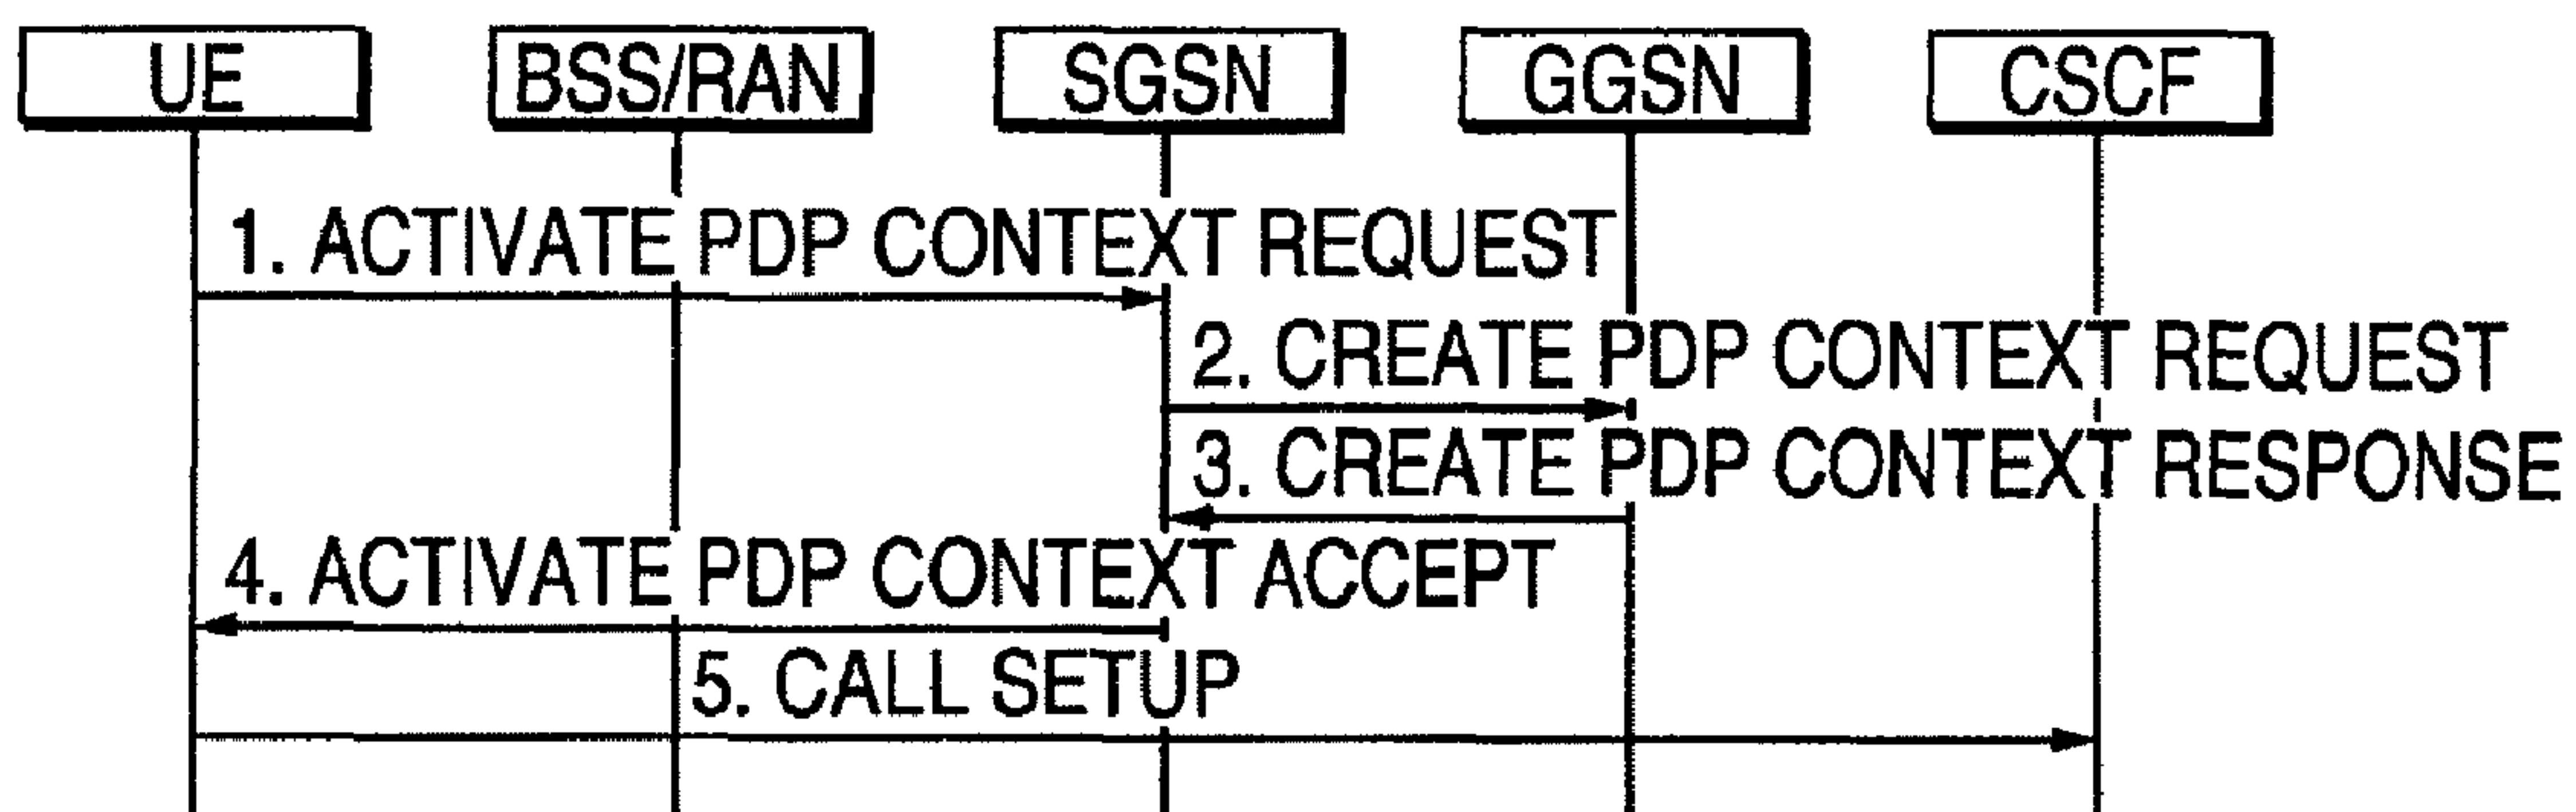 UE BSS/RAN SGSN GGSN CSCF
1. ACTIVATE PDP CONTEXT REQUEST
2. CREATE PDP CONTEXT REQUEST
3. CREATE PDP CONTEXT RESPONSE
4. ACTIVATE PDP CONTEXT ACCEPT
5. CALL SETUP